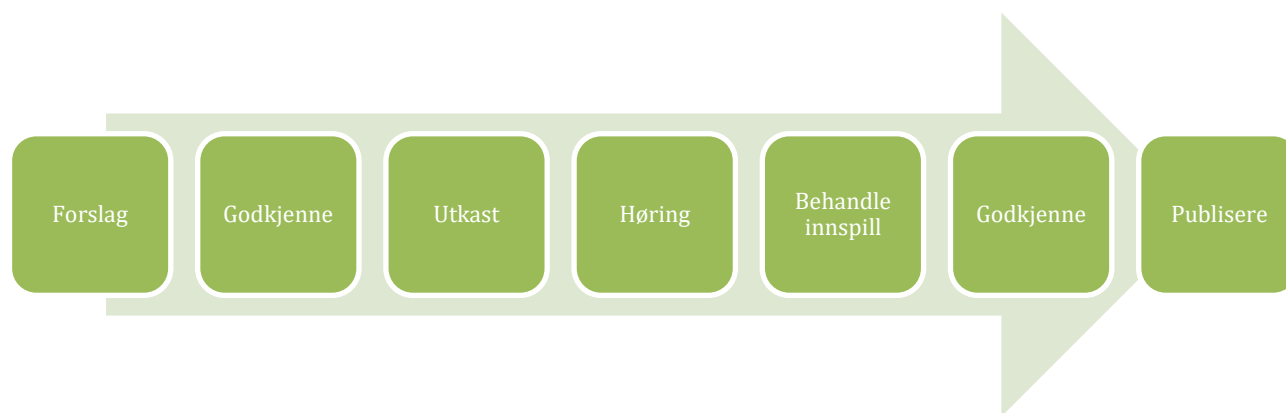 Forslag
Godkjenne
Utkast
Høring
Behandle
innspill
Godkjenne
Publisere